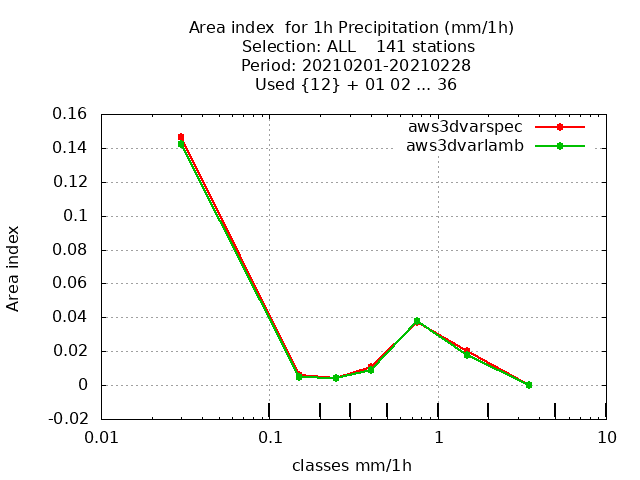 Area index  for 1h Precipitation (mm/1h)
Selection: ALL    141 stations
Period: 20210201-20210228
Used {12} + 01 02 ... 36
aws3dvarspec
aws3dvarlamb
0.16
0.14
0.12
0.1
0.08
0.06
0.04
0.02
0
-0.02
Area index
0.01
0.1
1
10
classes mm/1h